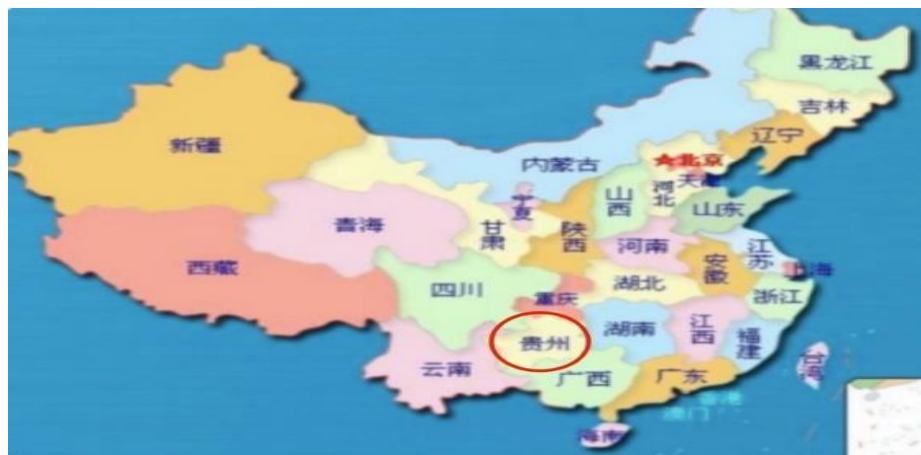 黑龙江
吉林
辽宁
新疆
内蒙古
★北京
天津
河北
山西
山东
宁夏
青海
甘肃
陕西
河南
江苏
安徽
上海
西藏
四川
重庆
湖北
浙江
贵州
湖南
江西
福建
云南
广西
广东
台湾
香港
澳门
海南